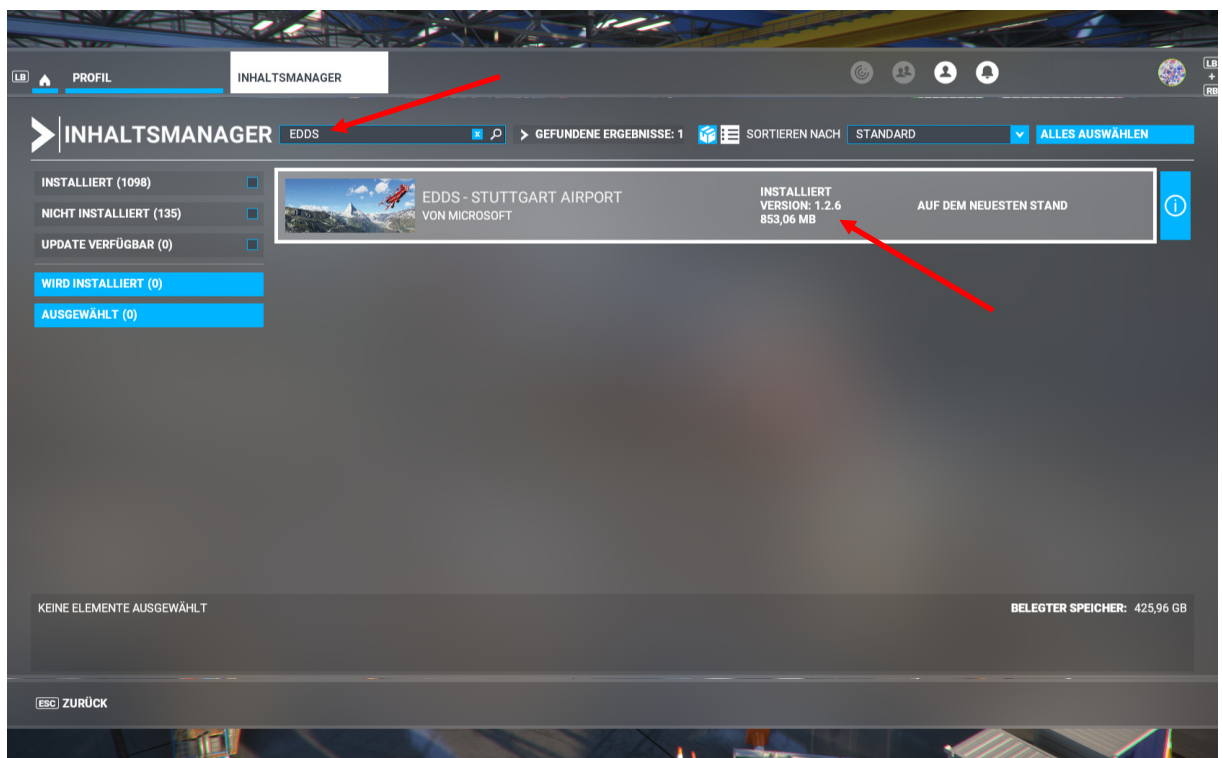 LB PROFIL INHALTSMANAGER LB
+
RB
INHALTSMANAGER EDDS x GEFUNDENE ERGEBNISSE: 1 SORTIEREN NACH STANDARD ALLES AUSWÄHLEN
INSTALLIERT (1098)
NICHT INSTALLIERT (135)
UPDATE VERFÜGBAR (0)
WIRD INSTALLIERT (0)
AUSGEWÄHLT (0)
EDDS - STUTTGART AIRPORT
VON MICROSOFT
INSTALLIERT
VERSION: 1.2.6
853,06 MB
AUF DEM NEUESTEN STAND
KEINE ELEMENTE AUSGEWÄHLT
BELEGTER SPEICHER: 425,96 GB
ESC ZURÜCK